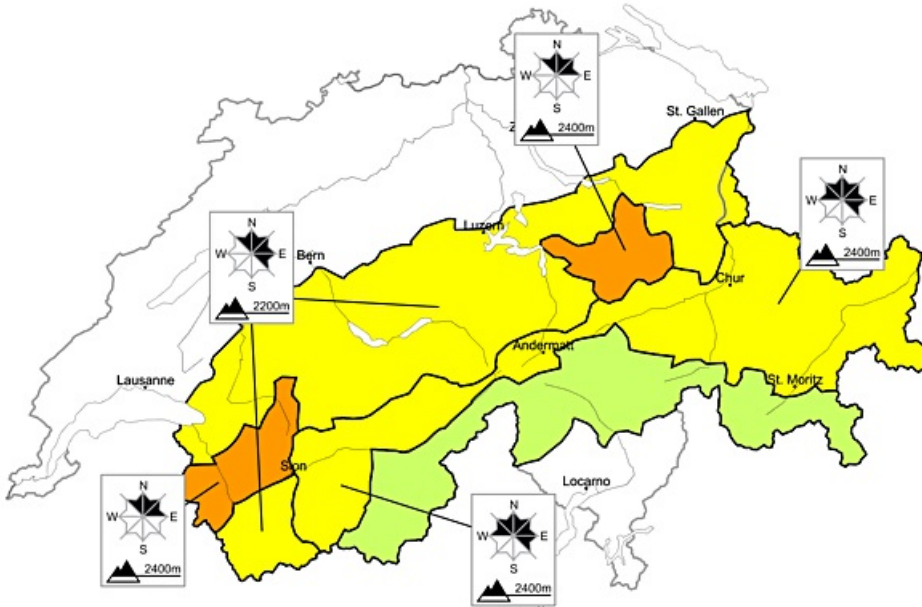 N
W E
S
2400m
St. Gallen
N
W E
S
2400m
N
W E
S
2200m
Luzern
Bern
Chur
Andermatt
Lausanne
St. Moritz
Sion
Locarno
N
W E
S
2400m
N
W E
S
2400m